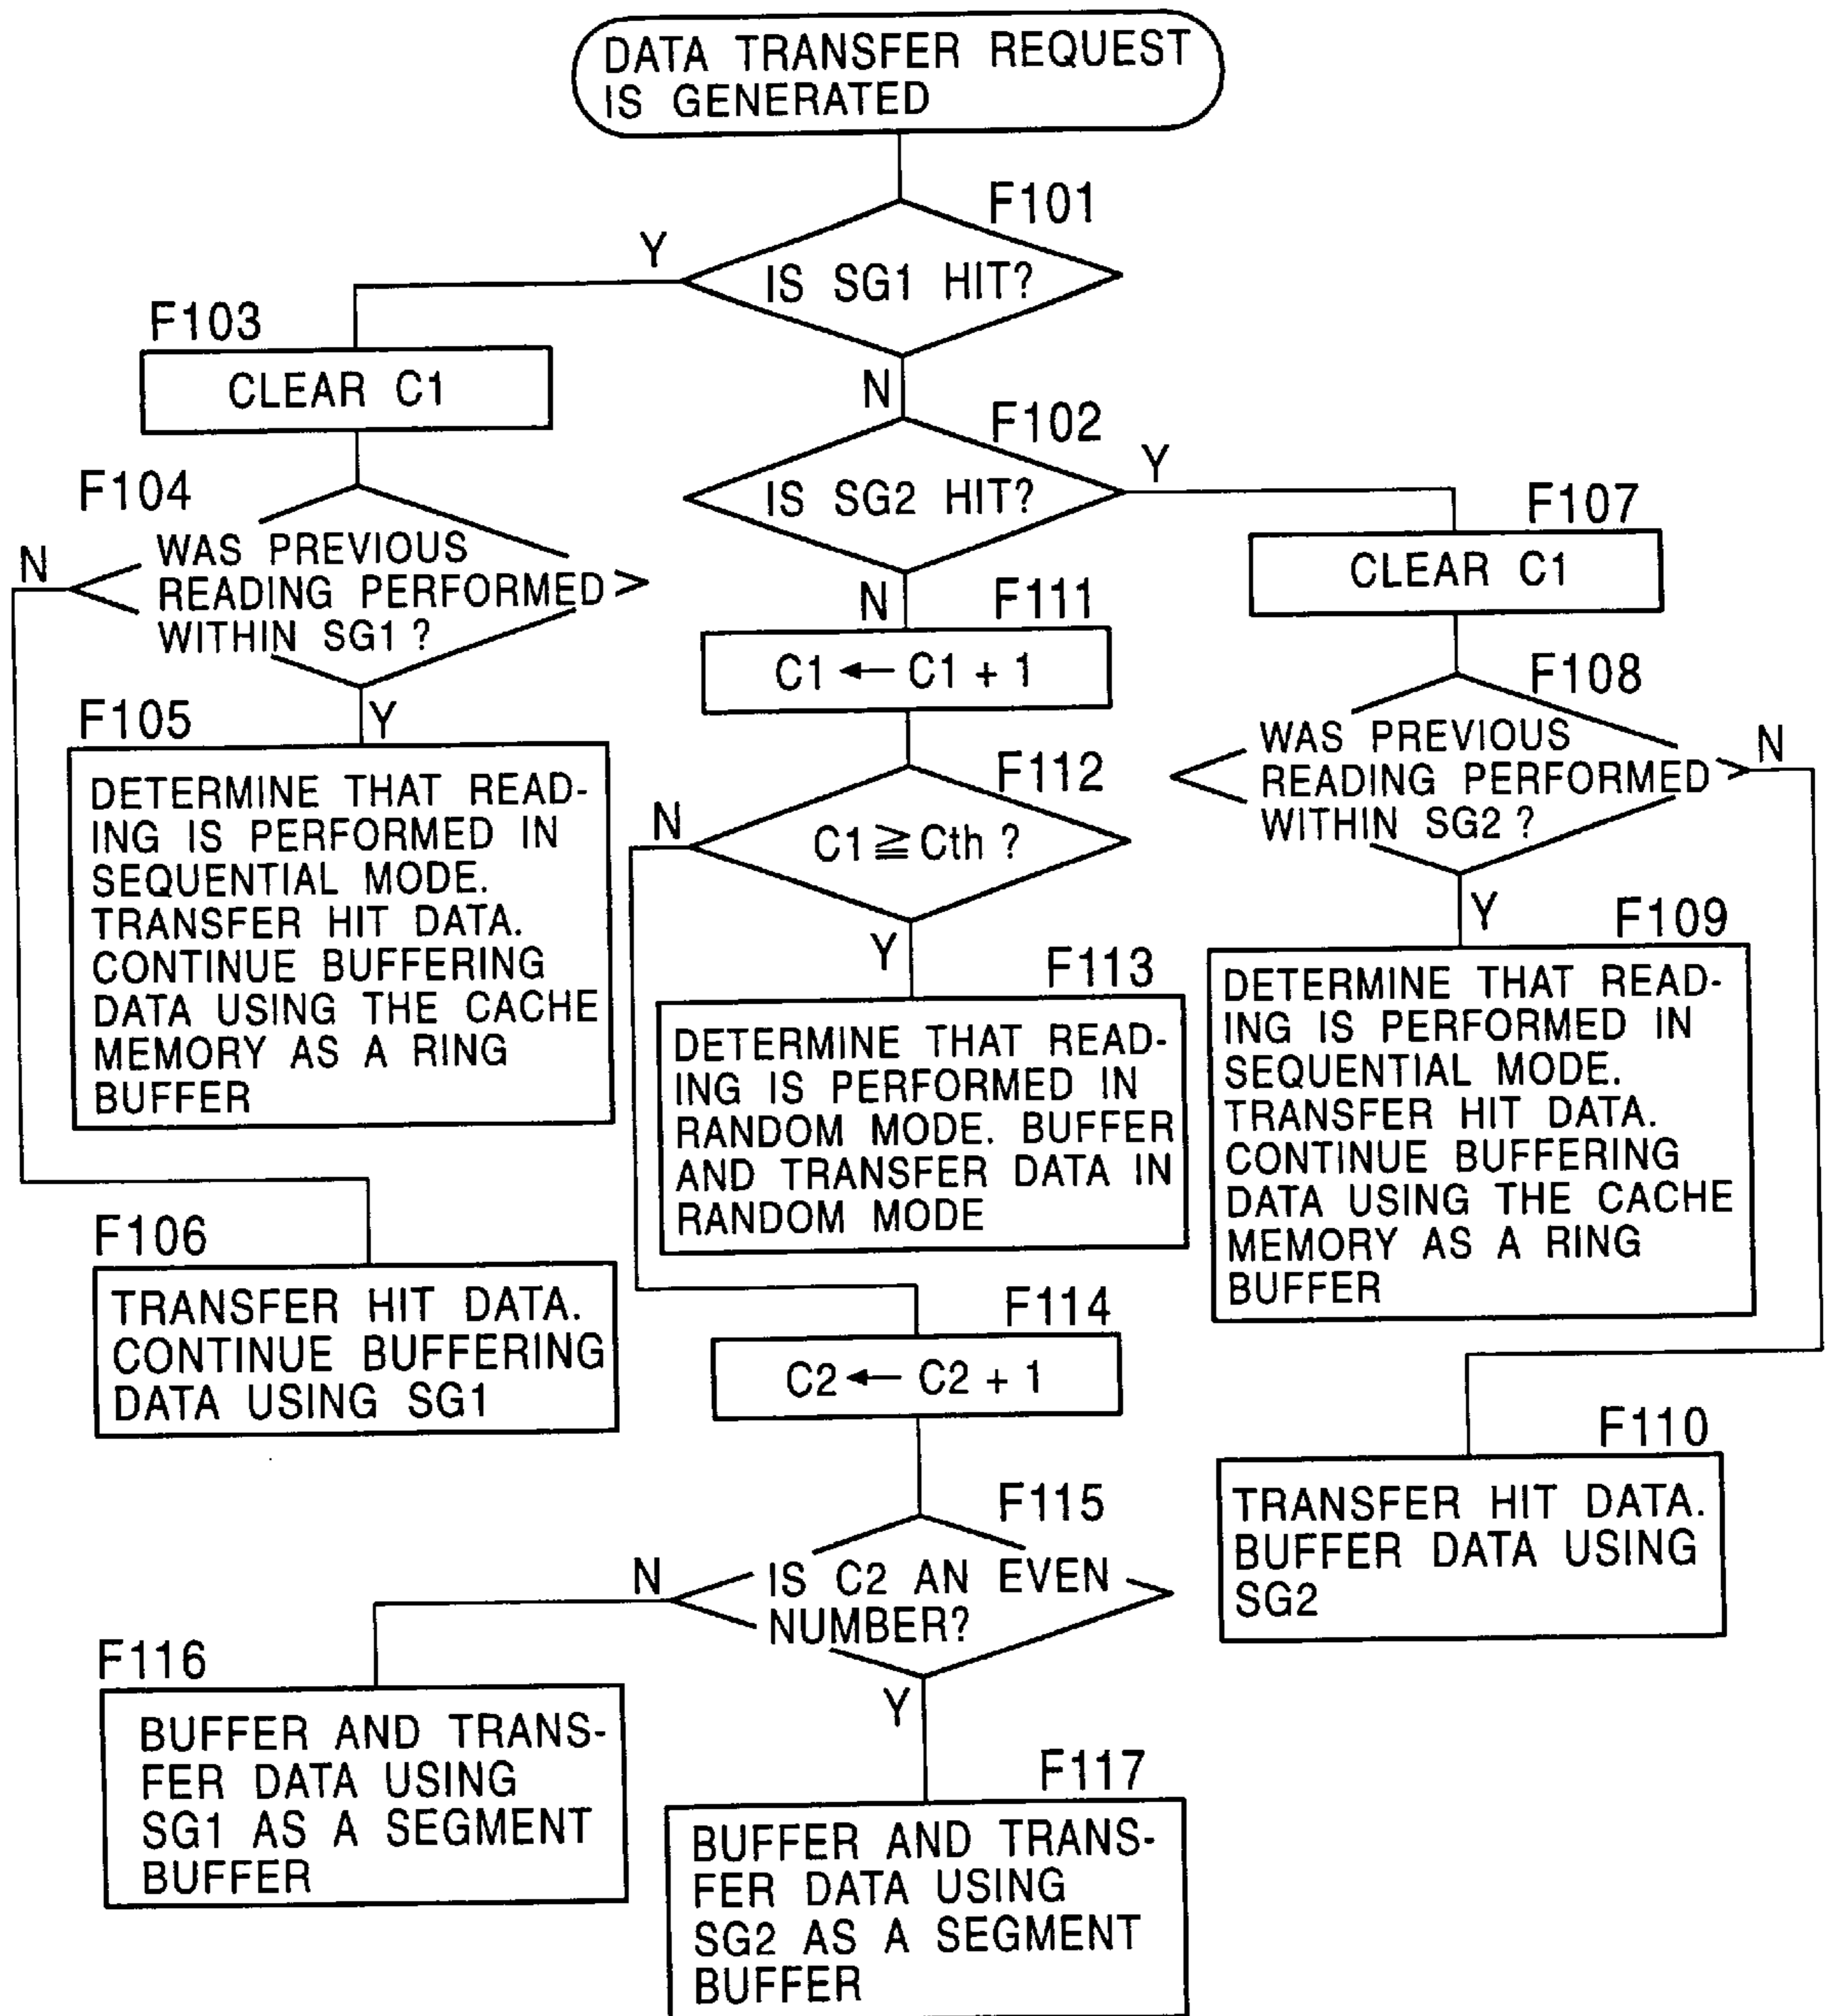 DATA TRANSFER REQUEST
IS GENERATED
F101
Y
IS SG1 HIT?
F103
CLEAR C1
N
F102
Y
IS SG2 HIT?
F104
N
WAS PREVIOUS
READING PERFORMED
WITHIN SG1 ?
Y
F107
CLEAR C1
N
F111
C1 ← C1 + 1
F108
WAS PREVIOUS
READING PERFORMED
WITHIN SG2 ?
N
Y
F105
DETERMINE THAT READ-
ING IS PERFORMED IN
SEQUENTIAL MODE.
TRANSFER HIT DATA.
CONTINUE BUFFERING
DATA USING THE CACHE
MEMORY AS A RING
BUFFER
F112
N
C1 ≧ Cth ?
Y
F113
DETERMINE THAT READ-
ING IS PERFORMED IN
RANDOM MODE. BUFFER
AND TRANSFER DATA IN
RANDOM MODE
F109
DETERMINE THAT READ-
ING IS PERFORMED IN
SEQUENTIAL MODE.
TRANSFER HIT DATA.
CONTINUE BUFFERING
DATA USING THE CACHE
MEMORY AS A RING
BUFFER
F106
TRANSFER HIT DATA.
CONTINUE BUFFERING
DATA USING SG1
F114
C2 ← C2 + 1
F110
TRANSFER HIT DATA.
BUFFER DATA USING
SG2
F115
N
IS C2 AN EVEN
NUMBER?
Y
F116
BUFFER AND TRANS-
FER DATA USING
SG1 AS A SEGMENT
BUFFER
F117
BUFFER AND TRANS-
FER DATA USING
SG2 AS A SEGMENT
BUFFER